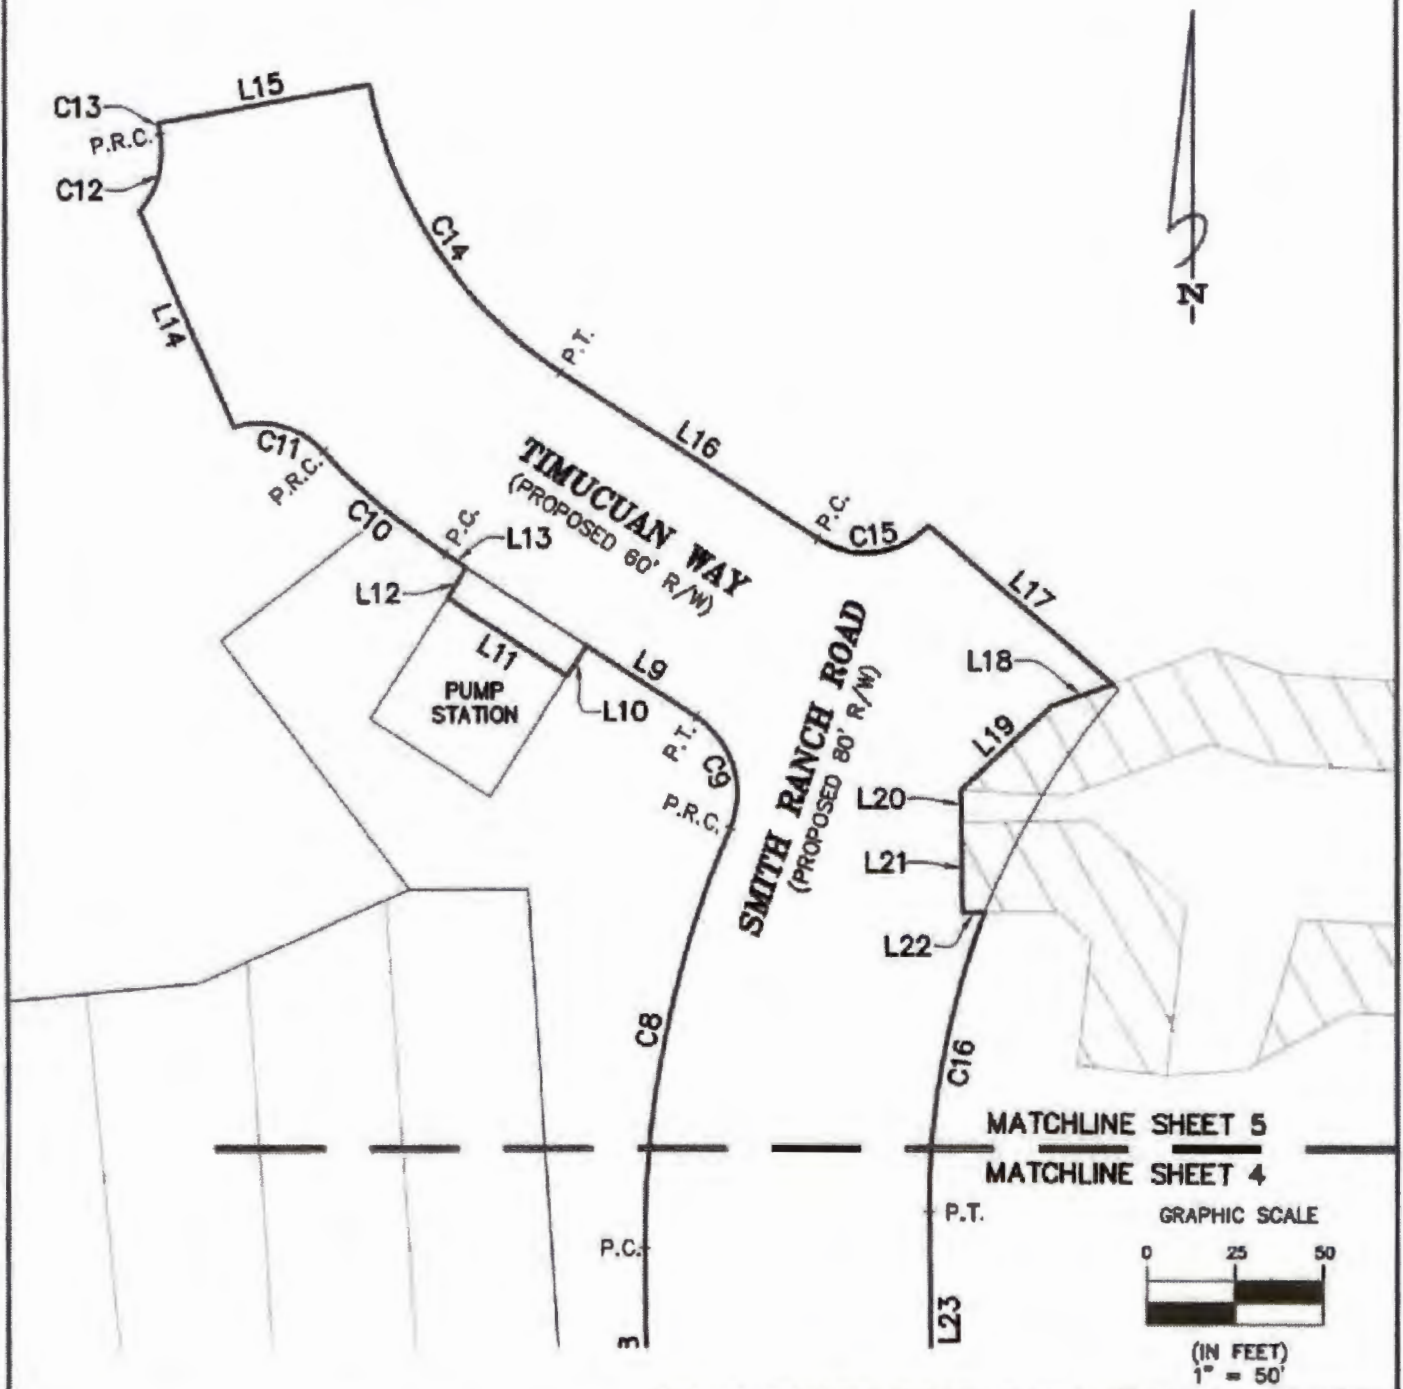 L15
C13
P.R.C.
C12
C14
N
L14
P.T.
L16
C11
P.R.C.
TIMUCUAN WAY
(PROPOSED 60' R/W)
P.C.
C15
C10
P.C.
L13
L12
L17
L11
L9
L18
PUMP
STATION
L10
P.T.
C9
L19
SMITH RANCH ROAD
(PROPOSED 80' R/W)
P.R.C.
L20
L21
L22
C8
C16
MATCHLINE SHEET 5
MATCHLINE SHEET 4
P.T.
GRAPHIC SCALE
0 25 50
P.C.
L23
(IN FEET)
1" = 50'